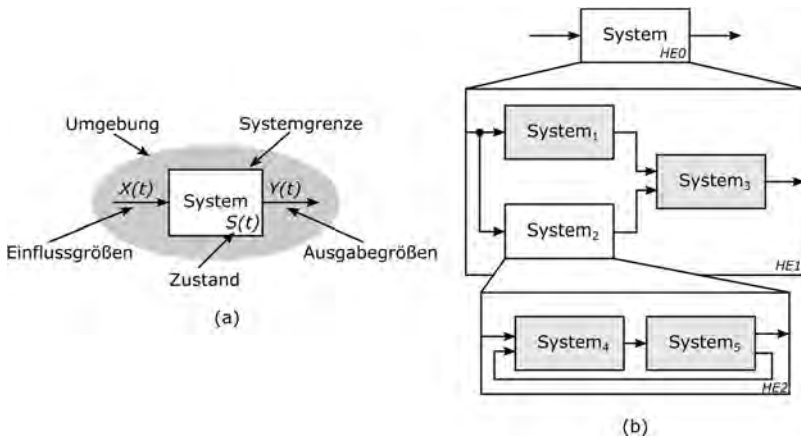 Umgebung
Systemgrenze
X(t)
System
Y(t)
S(t)
Einflussgrößen
Ausgabegrößen
Zustand
(a)
System
HE0
System₁
System₃
System₂
HE1
System₄
System₅
HE2
(b)